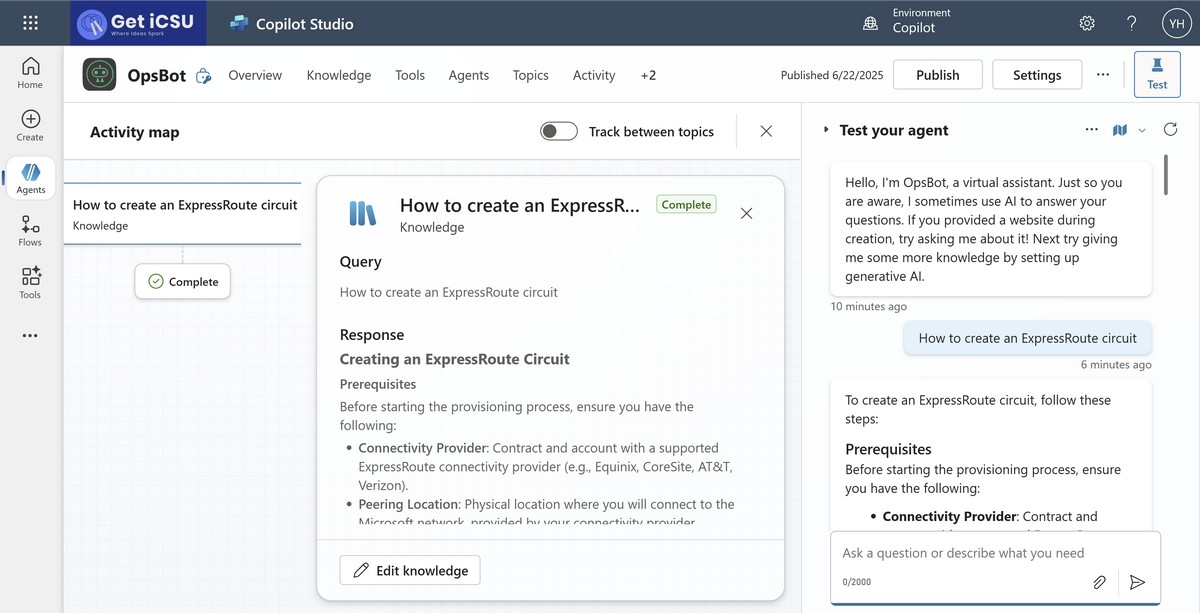 Get iCSU
Where Ideas Spark
Copilot Studio
Environment
Copilot
YH
Home
Create
Agents
Flows
Tools
OpsBot
Overview
Knowledge
Tools
Agents
Topics
Activity
+2
Published 6/22/2025
Publish
Settings
Test
Activity map
Track between topics
How to create an ExpressRoute circuit
Knowledge
Complete
How to create an ExpressR...
Complete
Knowledge
Query
How to create an ExpressRoute circuit
Response
Creating an ExpressRoute Circuit
Prerequisites
Before starting the provisioning process, ensure you have the
following:
• Connectivity Provider: Contract and account with a supported
ExpressRoute connectivity provider (e.g., Equinix, CoreSite, AT&T,
Verizon).
• Peering Location: Physical location where you will connect to the
Microsoft network, provided by your connectivity provider
Edit knowledge
Test your agent
Hello, I'm OpsBot, a virtual assistant. Just so you
are aware, I sometimes use AI to answer your
questions. If you provided a website during
creation, try asking me about it! Next try giving
me some more knowledge by setting up
generative AI.
10 minutes ago
How to create an ExpressRoute circuit
6 minutes ago
To create an ExpressRoute circuit, follow these
steps:
Prerequisites
Before starting the provisioning process, ensure
you have the following:
• Connectivity Provider: Contract and
Ask a question or describe what you need
0/2000